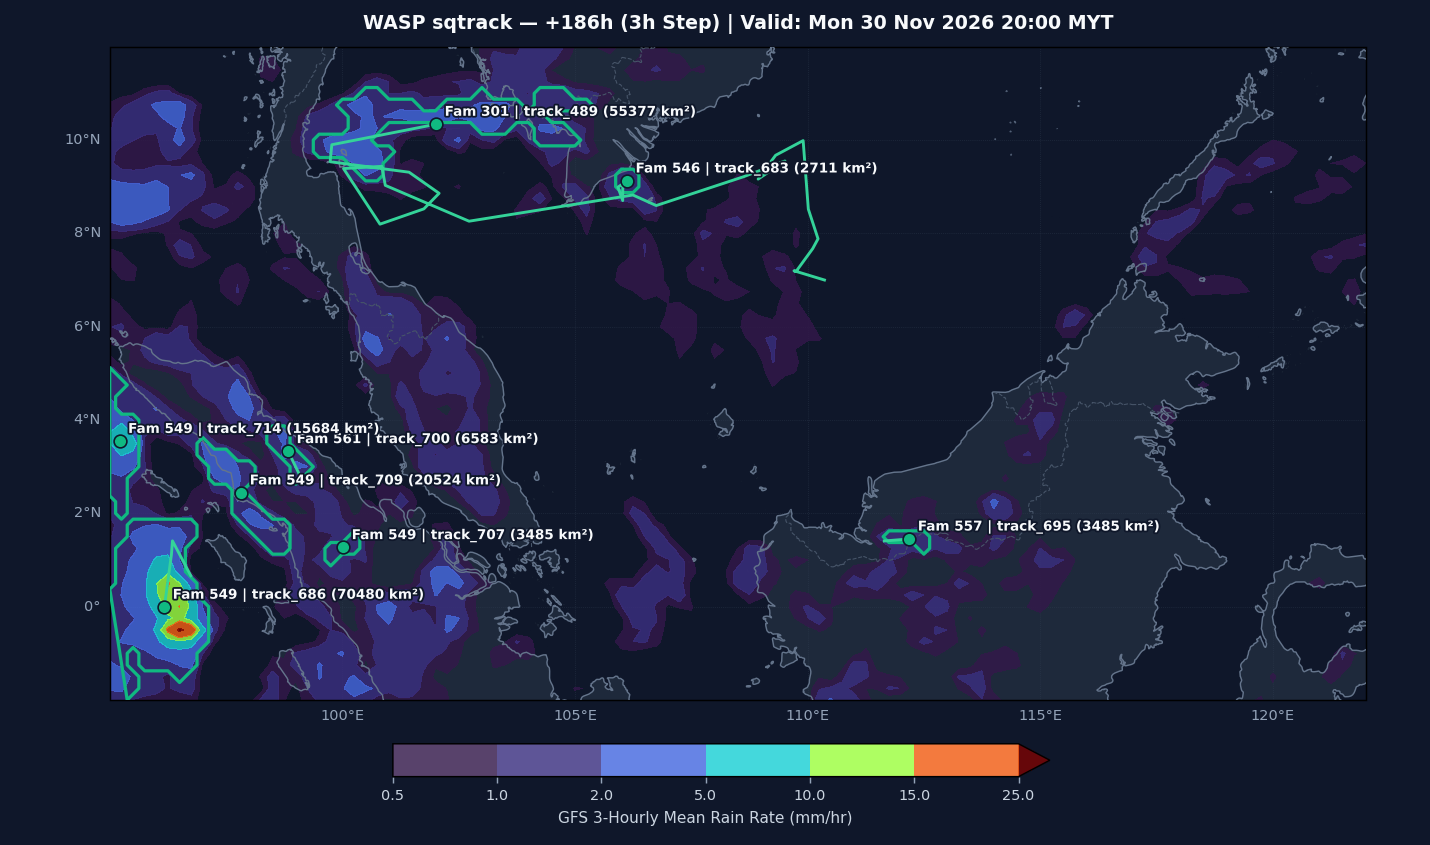 WASP sqtrack — +186h (3h Step) | Valid: Mon 30 Nov 2026 20:00 MYT
Fam 301 | track_489 (55377 km²)
10°N
Fam 546 | track_683 (2711 km²)
8°N
6°N
4°N
Fam 549 | track_714 (15684 km²)
Fam 561 | track_700 (6583 km²)
Fam 549 | track_709 (20524 km²)
2°N
Fam 557 | track_695 (3485 km²)
Fam 549 | track_707 (3485 km²)
Fam 549 | track_686 (70480 km²)
0°
100°E 105°E 110°E 115°E 120°E
0.5 1.0 2.0 5.0 10.0 15.0 25.0
GFS 3-Hourly Mean Rain Rate (mm/hr)